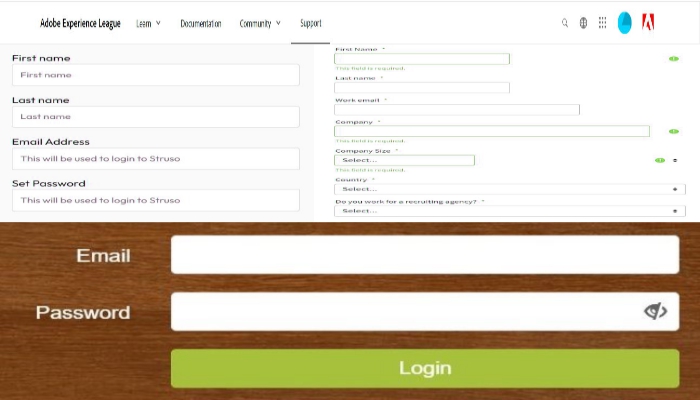 Adobe Experience League Learn Documentation Community Support
First name
First name
Last name
Last name
Email Address
This will be used to login to Struso
Set Password
This will be used to login to Struso
First Name *
This field is required.
Last name *
Work email *
Company *
This field is required.
Company Size *
Select...
This field is required.
Country *
Select...
Do you work for a recruiting agency? *
Select...
Email
Password
Login